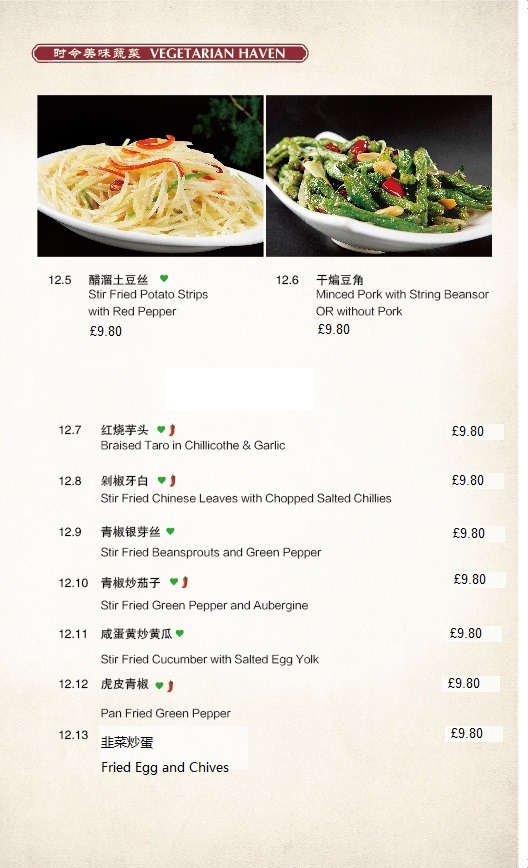 时令美味蔬菜 VEGETARIAN HAVEN
12.5 醋溜土豆丝
Stir Fried Potato Strips
with Red Pepper
£9.80
12.6 干煸豆角
Minced Pork with String Beansor
OR without Pork
£9.80
12.7 红烧芋头 £9.80
Braised Taro in Chillicothe & Garlic
12.8 剁椒牙白 £9.80
Stir Fried Chinese Leaves with Chopped Salted Chillies
12.9 青椒银芽丝 £9.80
Stir Fried Beansprouts and Green Pepper
12.10 青椒炒茄子 £9.80
Stir Fried Green Pepper and Aubergine
12.11 咸蛋黄炒黄瓜 £9.80
Stir Fried Cucumber with Salted Egg Yolk
12.12 虎皮青椒 £9.80
Pan Fried Green Pepper
12.13 韭菜炒蛋 £9.80
Fried Egg and Chives